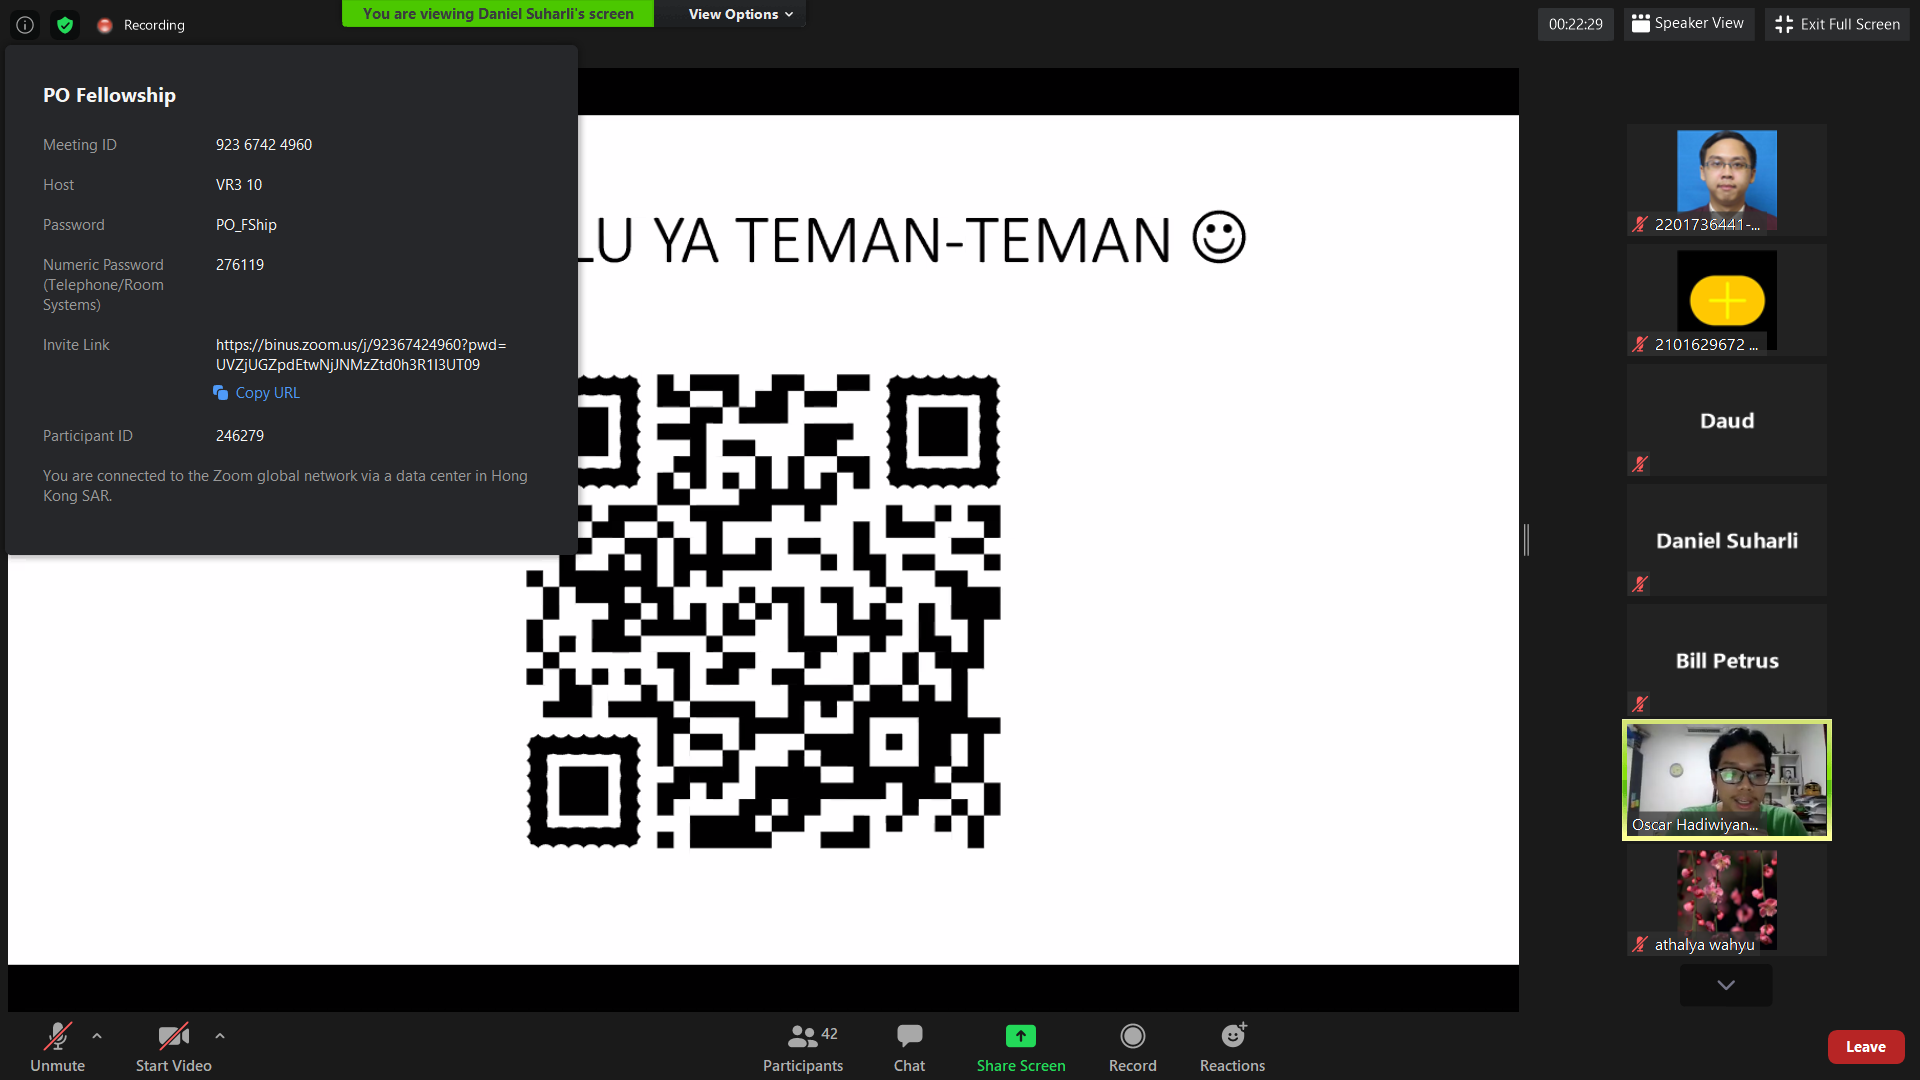 Recording
You are viewing Daniel Suharli's screen
View Options
00:22:29
Speaker View
Exit Full Screen
PO Fellowship
Meeting ID
923 6742 4960
Host
VR3 10
Password
PO_FShip
Numeric Password
(Telephone/Room
Systems)
276119
Invite Link
https://binus.zoom.us/j/92367424960?pwd=
UVZjUGZpdEtwNjJNMzZtd0h3R1I3UT09
Copy URL
Participant ID
246279
You are connected to the Zoom global network via a data center in Hong
Kong SAR.
LU YA TEMAN-TEMAN
2201736441-...
2101629672 ...
Daud
Daniel Suharli
Bill Petrus
Oscar Hadiwiyan...
athalya wahyu
Unmute
Start Video
42
Participants
Chat
Share Screen
Record
Reactions
Leave